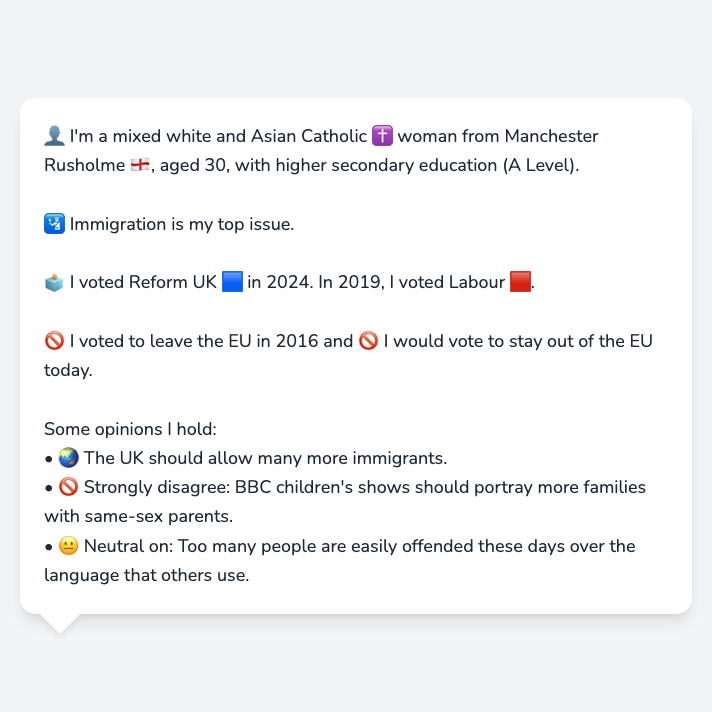 👤 I'm a mixed white and Asian Catholic ✝️ woman from Manchester
Rusholme 🏴󠁧󠁢󠁥󠁮󠁧󠁿, aged 30, with higher secondary education (A Level).
🛂 Immigration is my top issue.
🗳️ I voted Reform UK 🟦 in 2024. In 2019, I voted Labour 🟥.
🚫 I voted to leave the EU in 2016 and 🚫 I would vote to stay out of the EU
today.
Some opinions I hold:
• 🌏 The UK should allow many more immigrants.
• 🚫 Strongly disagree: BBC children's shows should portray more families
with same-sex parents.
• 😐 Neutral on: Too many people are easily offended these days over the
language that others use.